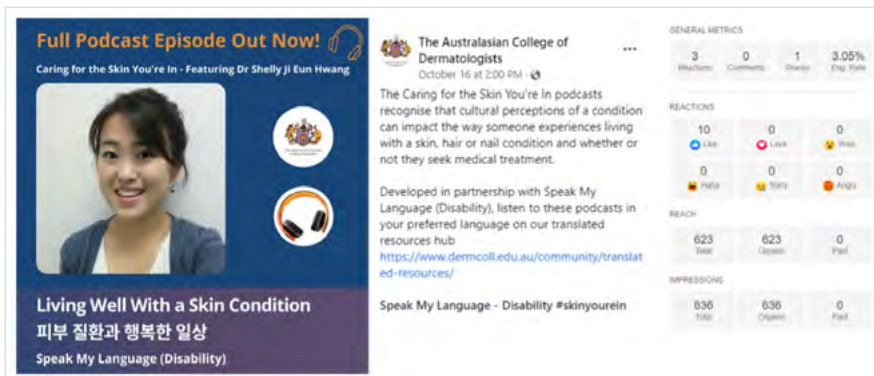 Full Podcast Episode Out Now!
Caring for the Skin You're In - Featuring Dr Shelly Ji Eun Hwang
Living Well With a Skin Condition
피부 질환과 행복한 일상
Speak My Language (Disability)
The Australasian College of
Dermatologists
October 16 at 2:00 PM ·
The Caring for the Skin You're In podcasts
recognise that cultural perceptions of a condition
can impact the way someone experiences living
with a skin, hair or nail condition and whether or
not they seek medical treatment.
Developed in partnership with Speak My
Language (Disability), listen to these podcasts in
your preferred language on our translated
resources hub
https://www.dermcoll.edu.au/community/translat
ed-resources/
Speak My Language - Disability #skinyourein
GENERAL METRICS
3 0 1 3.05%
Reactions Comments Shares Eng. Rate
REACTIONS
10 0 0
Like Love Wow
0 0 0
Haha Sorry Angry
REACH
623 623 0
Total Organic Paid
IMPRESSIONS
636 636 0
Total Organic Paid